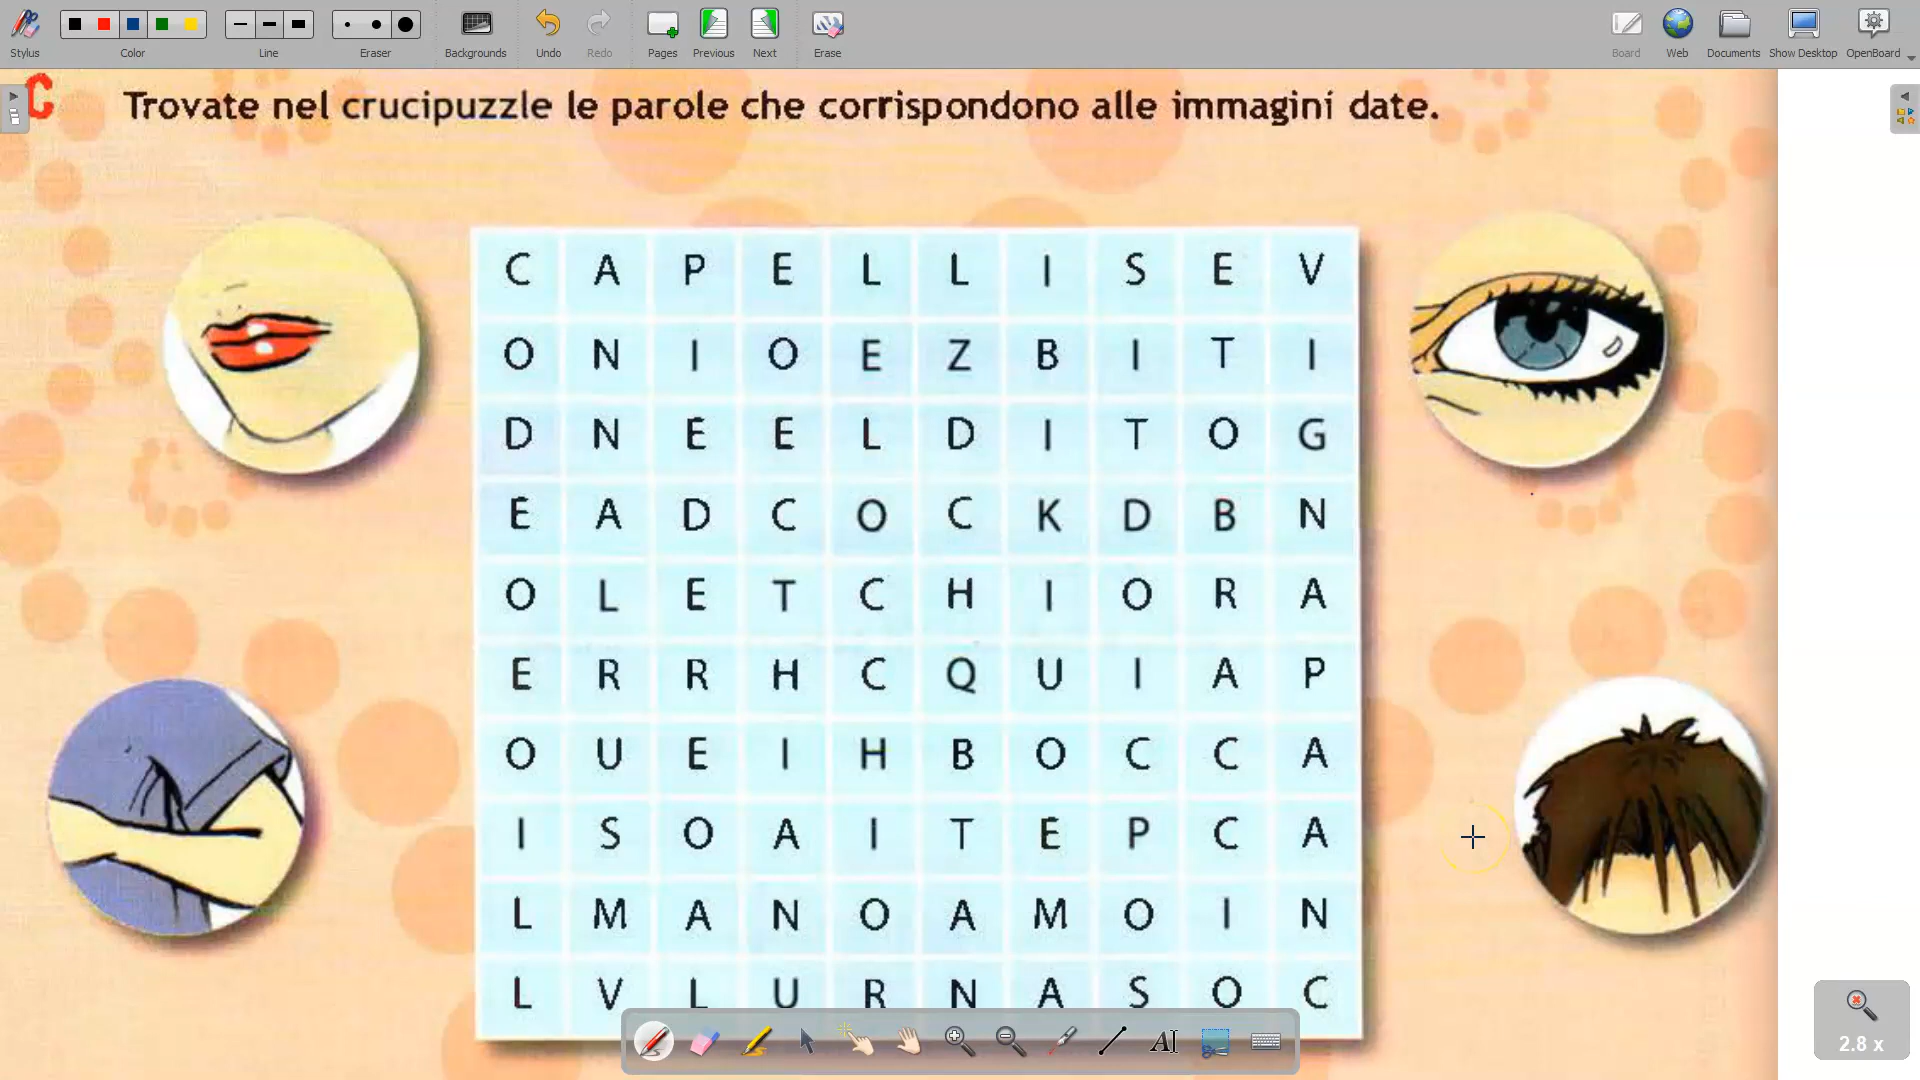 Stylus
Color
Line
Eraser
Backgrounds
Undo
Redo
Pages
Previous
Next
Erase
Board
Web
Documents
Show Desktop
OpenBoard
C Trovate nel crucipuzzle le parole che corrispondono alle immagini date.
C A P E L L I S E V
O N I O E Z B I T I
D N E E L D I T O G
E A D C O C K D B N
O L E T C H I O R A
E R R H C Q U I A P
O U E I H B O C C A
I S O A I T E P C A
L M A N O A M O I N
L V L U R N A S O C
AI
2.8 x